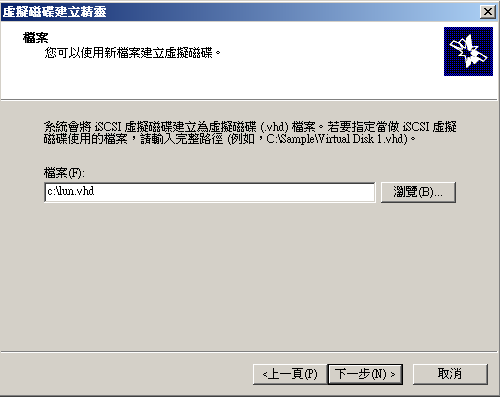 虛擬磁碟建立精靈
檔案
您可以使用新檔案建立虛擬磁碟。
系統會將 iSCSI 虛擬磁碟建立為虛擬磁碟 (.vhd) 檔案。若要指定當做 iSCSI 虛擬
磁碟使用的檔案，請輸入完整路徑 (例如，C:\Sample\Virtual Disk 1.vhd)。
檔案(F):
c:\lun.vhd
瀏覽(B)...
<上一頁(P) 下一步(N) > 取消